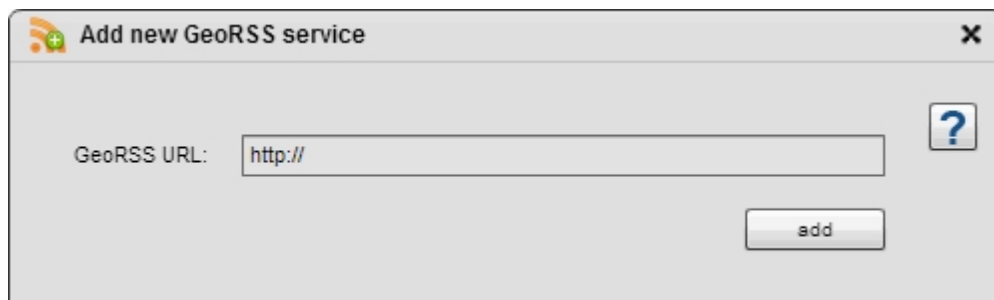 Add new GeoRSS service
GeoRSS URL: http://
?
add